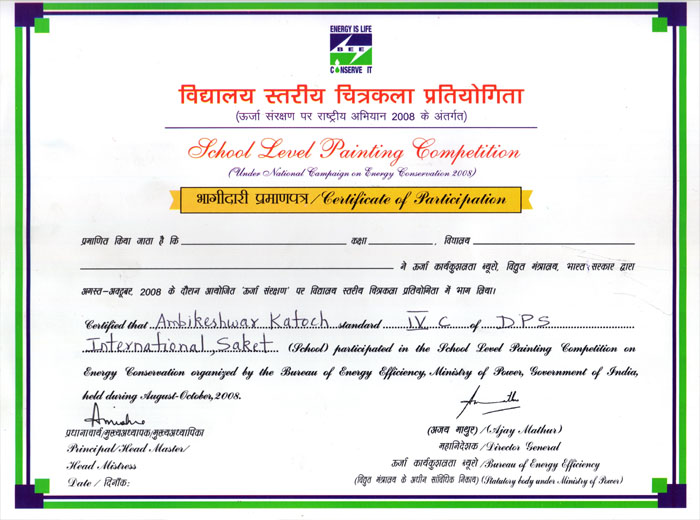 ENERGY IS LIFE
BEE
CONSERVE IT
विद्यालय स्तरीय चित्रकला प्रतियोगिता
(ऊर्जा संरक्षण पर राष्ट्रीय अभियान 2008 के अंतर्गत)
School Level Painting Competition
(Under National Campaign on Energy Conservation 2008)
भागीदारी प्रमाणपत्र/Certificate of Participation
प्रमाणित किया जाता है कि कक्षा , विघालय
ने ऊर्जा कार्यकुशलता ब्यूरो, विद्युत मंत्रालय, भारत सरकार द्वारा
अगस्त-अक्टूबर, 2008 के दौरान आयोजित 'ऊर्जा संरक्षण' पर विद्यालय स्तरीय चित्रकला प्रतियोगिता में भाग लिया।
Certified that Ambikeshwar Katoch standard IV C of DPS
International, Saket (School) participated in the School Level Painting Competition on
Energy Conservation organized by the Bureau of Energy Efficiency, Ministry of Power, Government of India,
held during August-October, 2008.
प्रधानाचार्य/मुख्यअध्यापक/मुख्यअध्यापिका
Principal/Head Master/
Head Mistress
Date / दिनाँक:
(अजय माथुर)/(Ajay Mathur)
महानिदेशक/Director General
ऊर्जा कार्यकुशलता ब्यूरो/Bureau of Energy Efficiency
(विद्युत मंत्रालय के अधीन सांविधिक निकाय) (Statutory body under Ministry of Power)